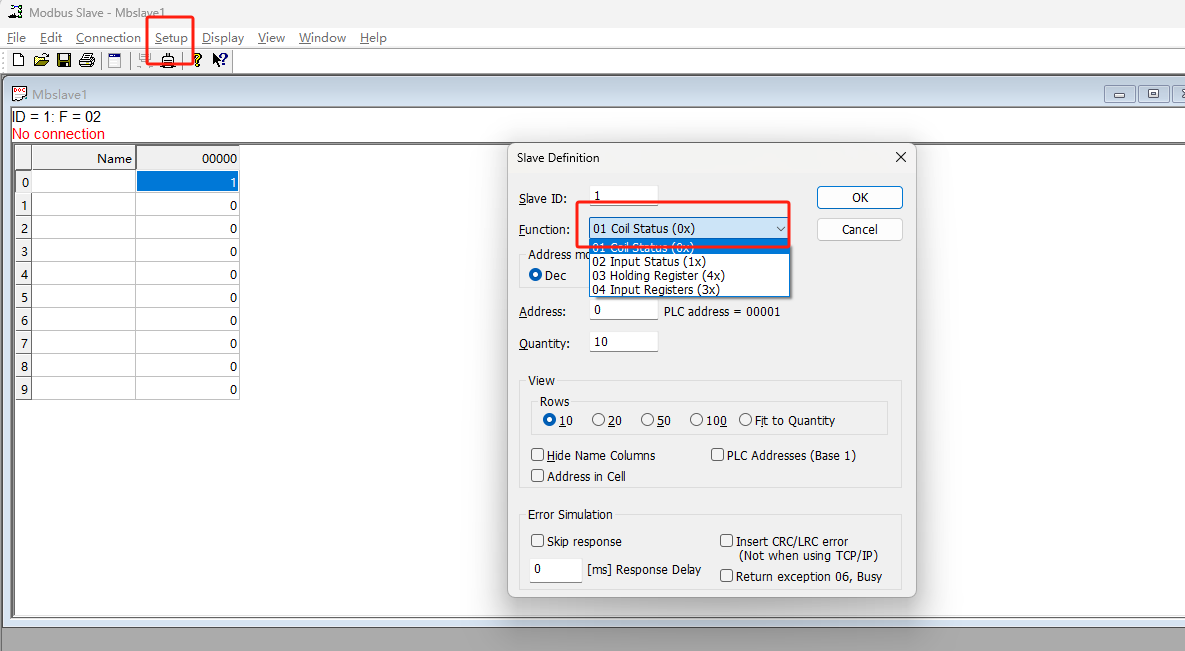 Modbus Slave - Mbslave1
File Edit Connection Setup Display View Window Help
Mbslave1
ID = 1: F = 02
No connection
Name 00000
0 1
1 0
2 0
3 0
4 0
5 0
6 0
7 0
8 0
9 0
Slave Definition
Slave ID: 1
OK
Function: 01 Coil Status (0x)
Cancel
01 Coil Status (0x)
02 Input Status (1x)
03 Holding Register (4x)
04 Input Registers (3x)
Address mo
Dec
Address: 0 PLC address = 00001
Quantity: 10
View
Rows
10 20 50 100 Fit to Quantity
Hide Name Columns PLC Addresses (Base 1)
Address in Cell
Error Simulation
Skip response Insert CRC/LRC error
(Not when using TCP/IP)
0 [ms] Response Delay
Return exception 06, Busy